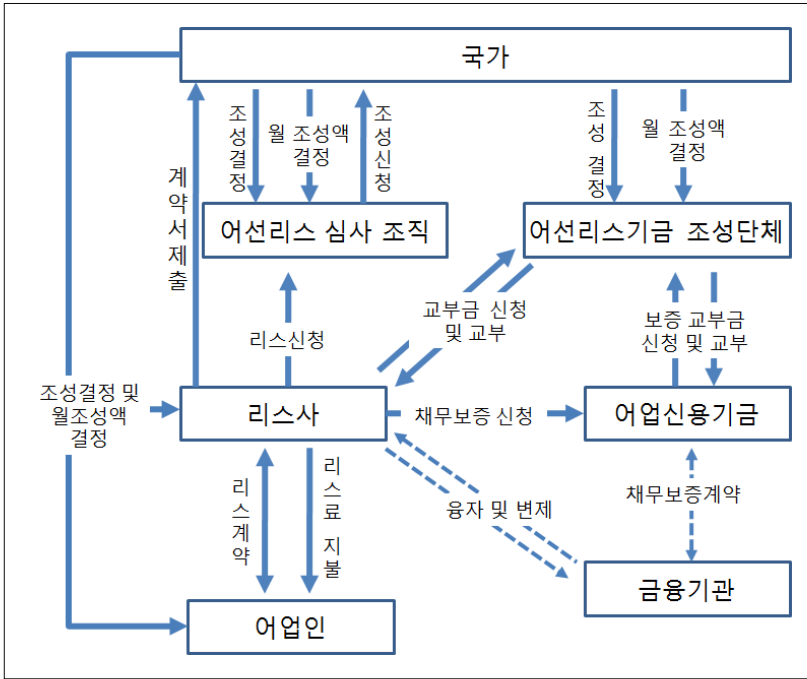 국가
조성결정
월 조성액
결정
조성신청
조성 결정
월 조성액
결정
계약서제출
어선리스 심사 조직
어선리스기금 조성단체
교부금 신청
및 교부
보증 교부금
신청 및 교부
리스신청
조성결정 및
월조성액
결정
리스사
채무보증 신청
어업신용기금
리스계약
리스료 지불
융자 및 변제
채무보증계약
금융기관
어업인